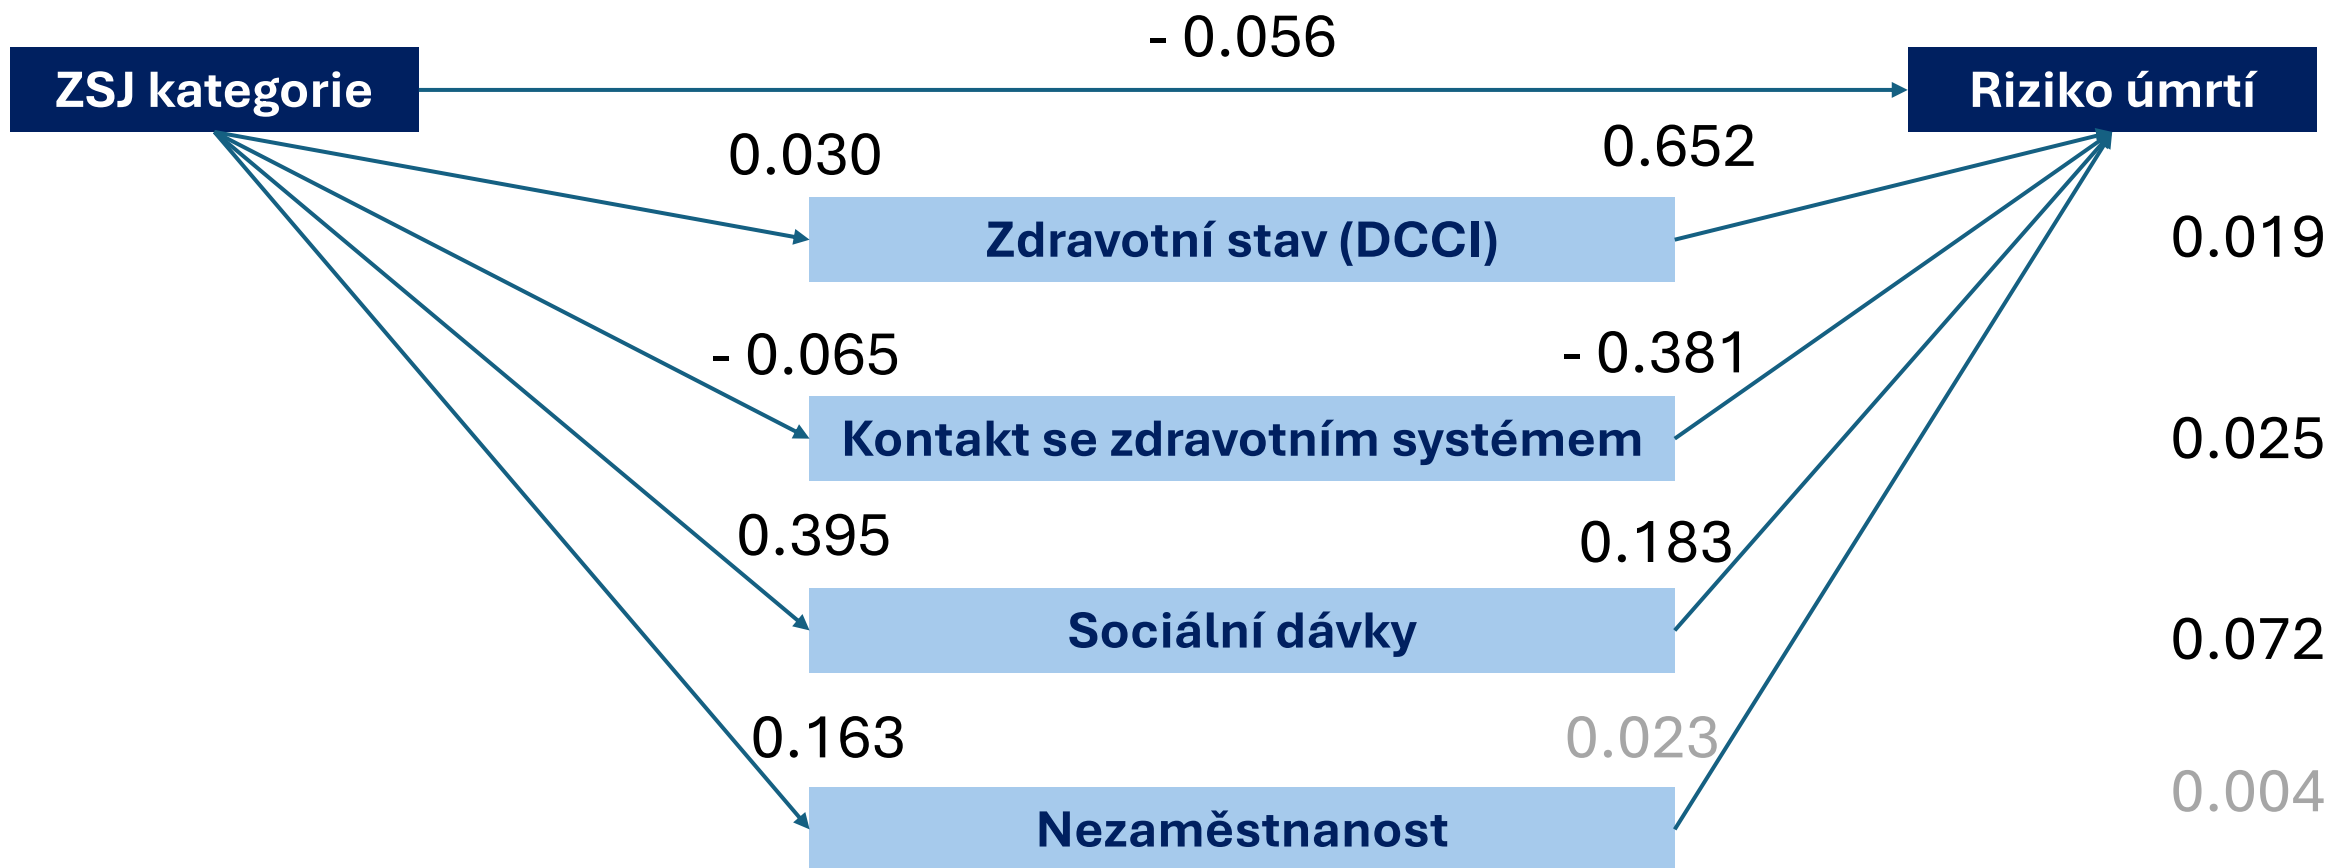 - 0.056
ZSJ kategorie
Riziko úmrtí
0.030
0.652
Zdravotní stav (DCCI)
0.019
- 0.065
- 0.381
Kontakt se zdravotním systémem
0.025
0.395
0.183
Sociální dávky
0.072
0.163
0.023
0.004
Nezaměstnanost